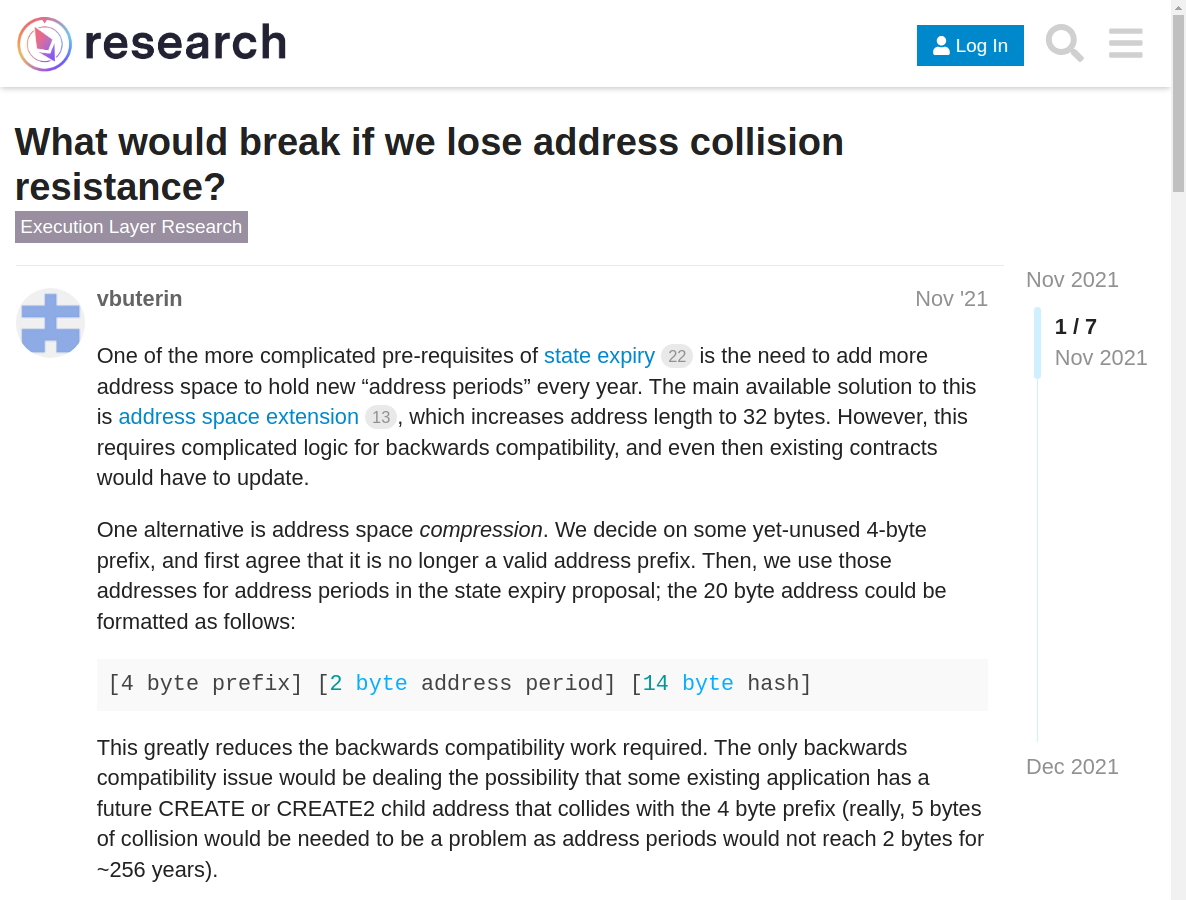 research
Log In
What would break if we lose address collision
resistance?
Execution Layer Research
vbuterin
Nov '21
Nov 2021
1 / 7
Nov 2021
One of the more complicated pre-requisites of state expiry 22 is the need to add more
address space to hold new “address periods” every year. The main available solution to this
is address space extension 13, which increases address length to 32 bytes. However, this
requires complicated logic for backwards compatibility, and even then existing contracts
would have to update.
One alternative is address space compression. We decide on some yet-unused 4-byte
prefix, and first agree that it is no longer a valid address prefix. Then, we use those
addresses for address periods in the state expiry proposal; the 20 byte address could be
formatted as follows:
[4 byte prefix] [2 byte address period] [14 byte hash]
This greatly reduces the backwards compatibility work required. The only backwards
compatibility issue would be dealing the possibility that some existing application has a
future CREATE or CREATE2 child address that collides with the 4 byte prefix (really, 5 bytes
of collision would be needed to be a problem as address periods would not reach 2 bytes for
~256 years).
Dec 2021